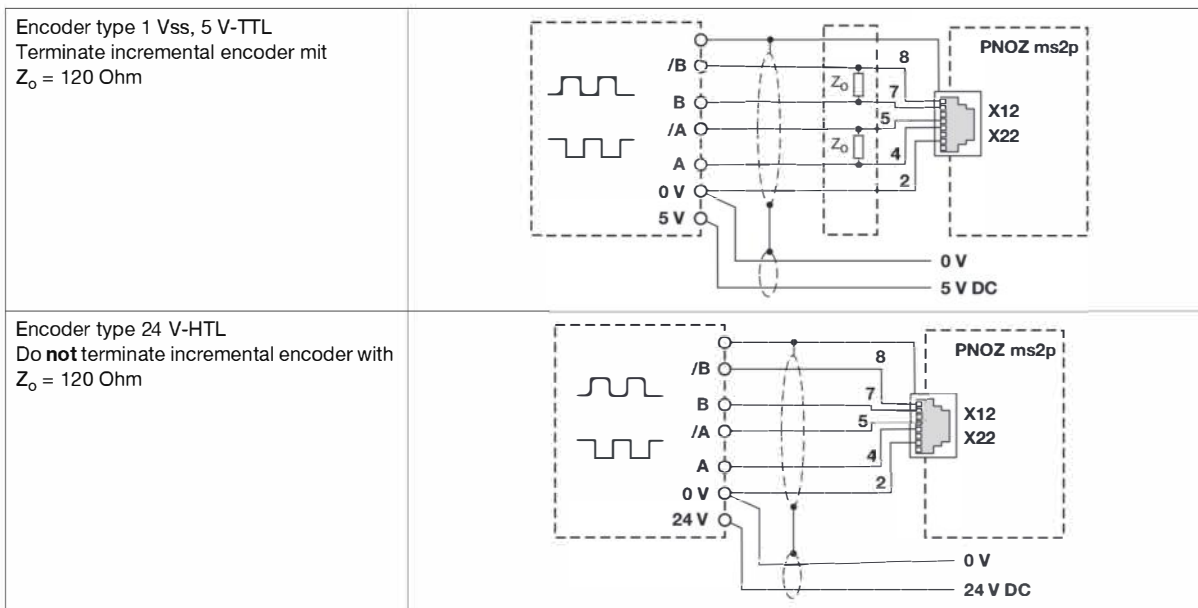 Encoder type 1 Vss, 5 V-TTL
Terminate incremental encoder mit
Zo = 120 Ohm
/B
B
/A
A
0 V
5 V
Zo
Zo
8
7
5
4
2
PNOZ ms2p
X12
X22
0 V
5 V DC
Encoder type 24 V-HTL
Do not terminate incremental encoder with
Zo = 120 Ohm
/B
B
/A
A
0 V
24 V
8
7
5
4
2
PNOZ ms2p
X12
X22
0 V
24 V DC